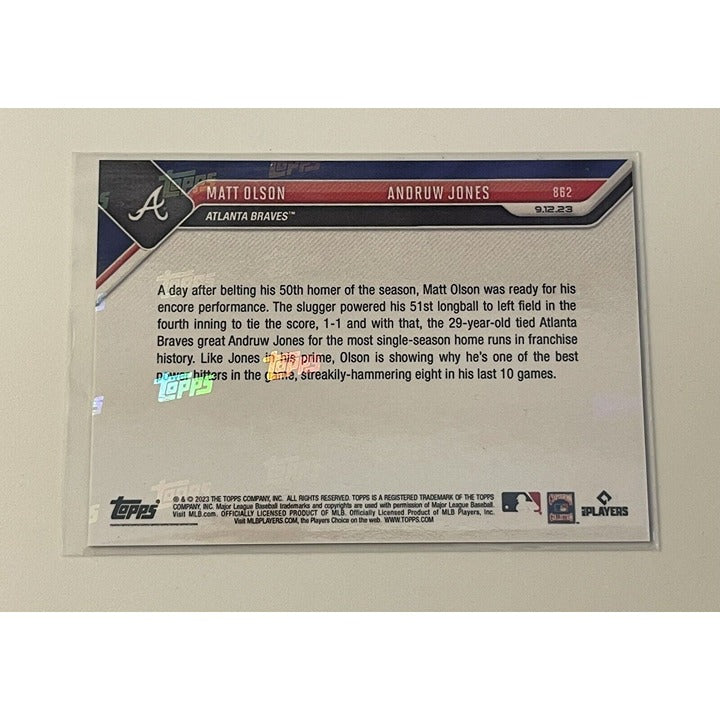 MATT OLSON ANDRUW JONES 862
ATLANTA BRAVES™ 9.12.23
A day after belting his 50th homer of the season, Matt Olson was ready for his
encore performance. The slugger powered his 51st longball to left field in the
fourth inning to tie the score, 1-1 and with that, the 29-year-old tied Atlanta
Braves great Andruw Jones for the most single-season home runs in franchise
history. Like Jones in his prime, Olson is showing why he's one of the best
power hitters in the game, streakily-hammering eight in his last 10 games.
Topps
Topps
Topps
Topps
Topps
topps
® & © 2023 THE TOPPS COMPANY, INC. ALL RIGHTS RESERVED. TOPPS IS A REGISTERED TRADEMARK OF THE TOPPS
COMPANY, INC. Major League Baseball trademarks and copyrights are used with permission of Major League Baseball.
Visit MLB.com. OFFICIALLY LICENSED PRODUCT OF MLB. Officially Licensed Product of MLB Players, Inc.
Visit MLBPLAYERS.COM, the Players Choice on the web. WWW.TOPPS.COM
PLAYERS